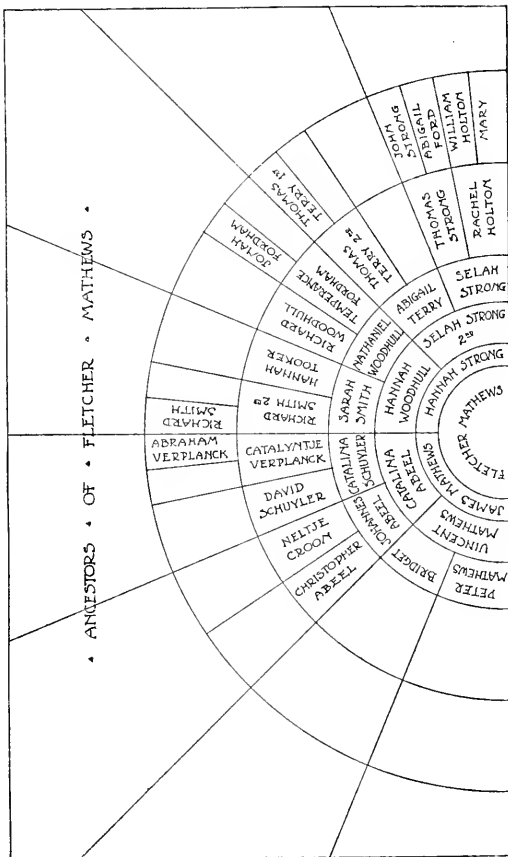 • ANCESTORS • OF • FLETCHER • MATHEWS •
FLETCHER MATHEWS
JAMES MATHEWS
HANNAH STRONG
VINCENT
MATHEWS
CATALINA
ABEEL
HANNAH
WOODHULL
SELAH STRONG
2ND
PETER
MATHEWS
BRIDGET
JOHANNES
ABEEL
CATALINA
SCHUYLER
SARAH
SMITH
NATHANIEL
WOODHULL
ABIGAIL
TERRY
SELAH
STRONG
CHRISTOPHER
ABEEL
NELTJE
CROOM
DAVID
SCHUYLER
CATALYNTJE
VERPLANCK
RICHARD
SMITH 2ND
HANNAH
TOOKER
RICHARD
WOODHULL
TEMPERANCE
FORDHAM
THOMAS
TERRY 2ND
THOMAS
STRONG
RACHEL
HOLTON
ABRAHAM
VERPLANCK
RICHARD
SMITH
JONAH
FORDHAM
THOMAS
TERRY 1ST
JOHN
STRONG
ABIGAIL
FORD
WILLIAM
HOLTON
MARY